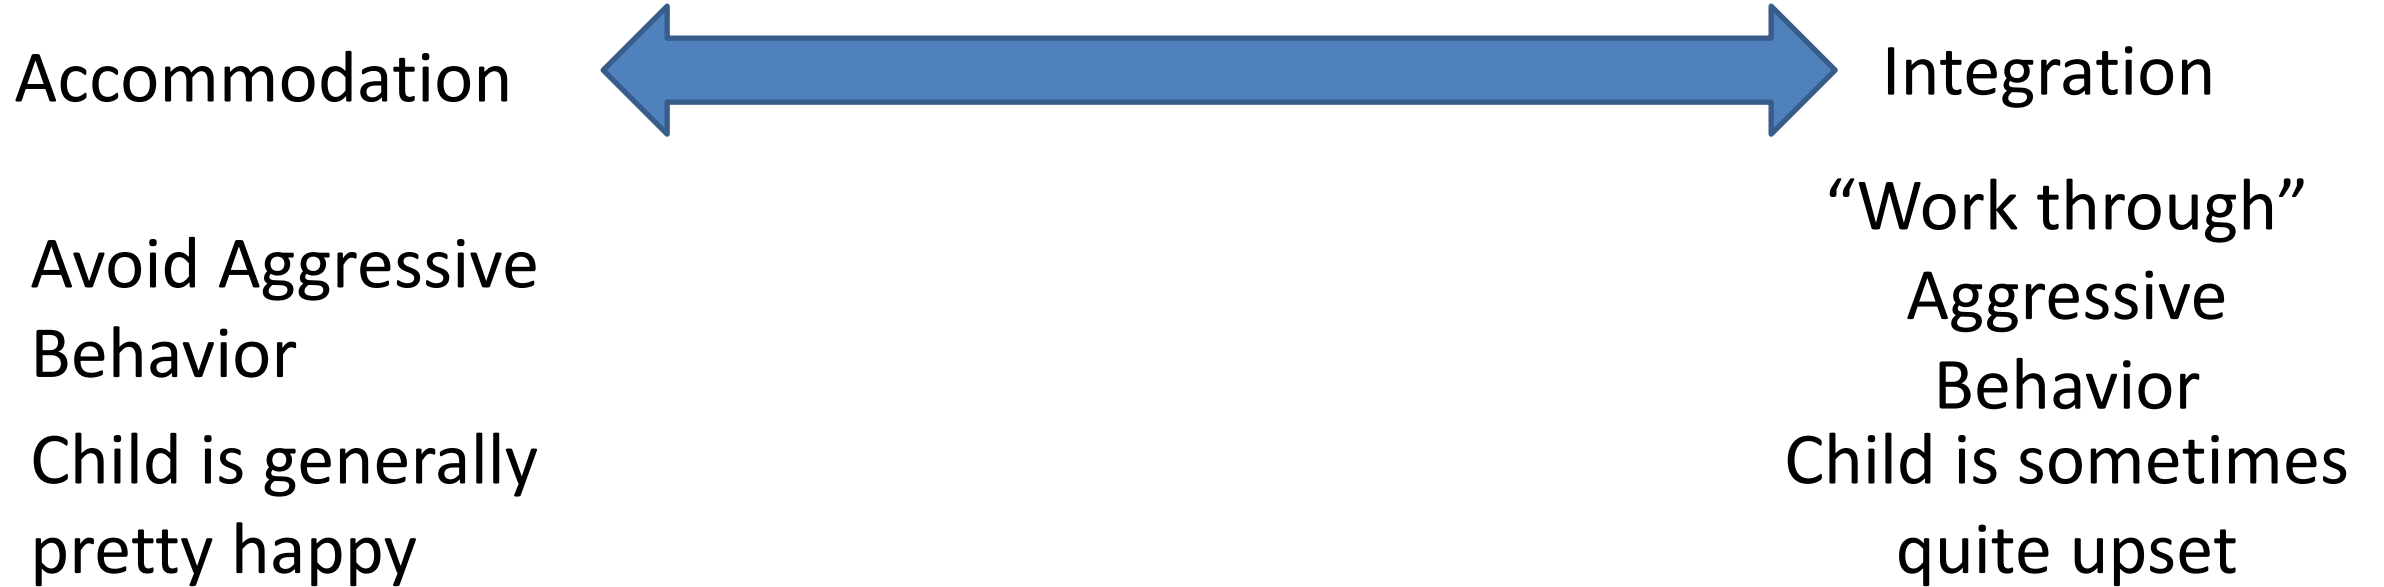 Accommodation
Integration
Avoid Aggressive
Behavior
Child is generally
pretty happy
“Work through”
Aggressive
Behavior
Child is sometimes
quite upset